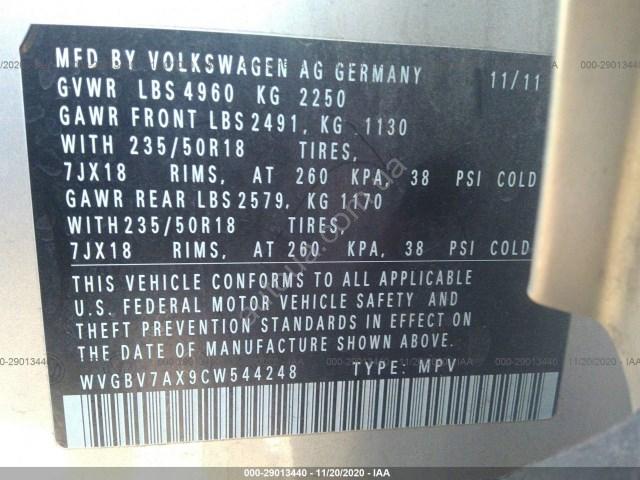 MFD BY VOLKSWAGEN AG GERMANY 11/11
GVWR LBS 4960 KG 2250
GAWR FRONT LBS 2491, KG 1130
WITH 235/50R18 TIRES,
7JX18 RIMS, AT 260 KPA, 38 PSI COLD
GAWR REAR LBS 2579, KG 1170
WITH 235/50R18 TIRES,
7JX18 RIMS, AT 260 KPA, 38 PSI COLD
THIS VEHICLE CONFORMS TO ALL APPLICABLE
U.S. FEDERAL MOTOR VEHICLE SAFETY AND
THEFT PREVENTION STANDARDS IN EFFECT ON
THE DATE OF MANUFACTURE SHOWN ABOVE.
WVGBV7AX9CW544248 TYPE: MPV
000-29013440 - 11/20/2020 - IAA